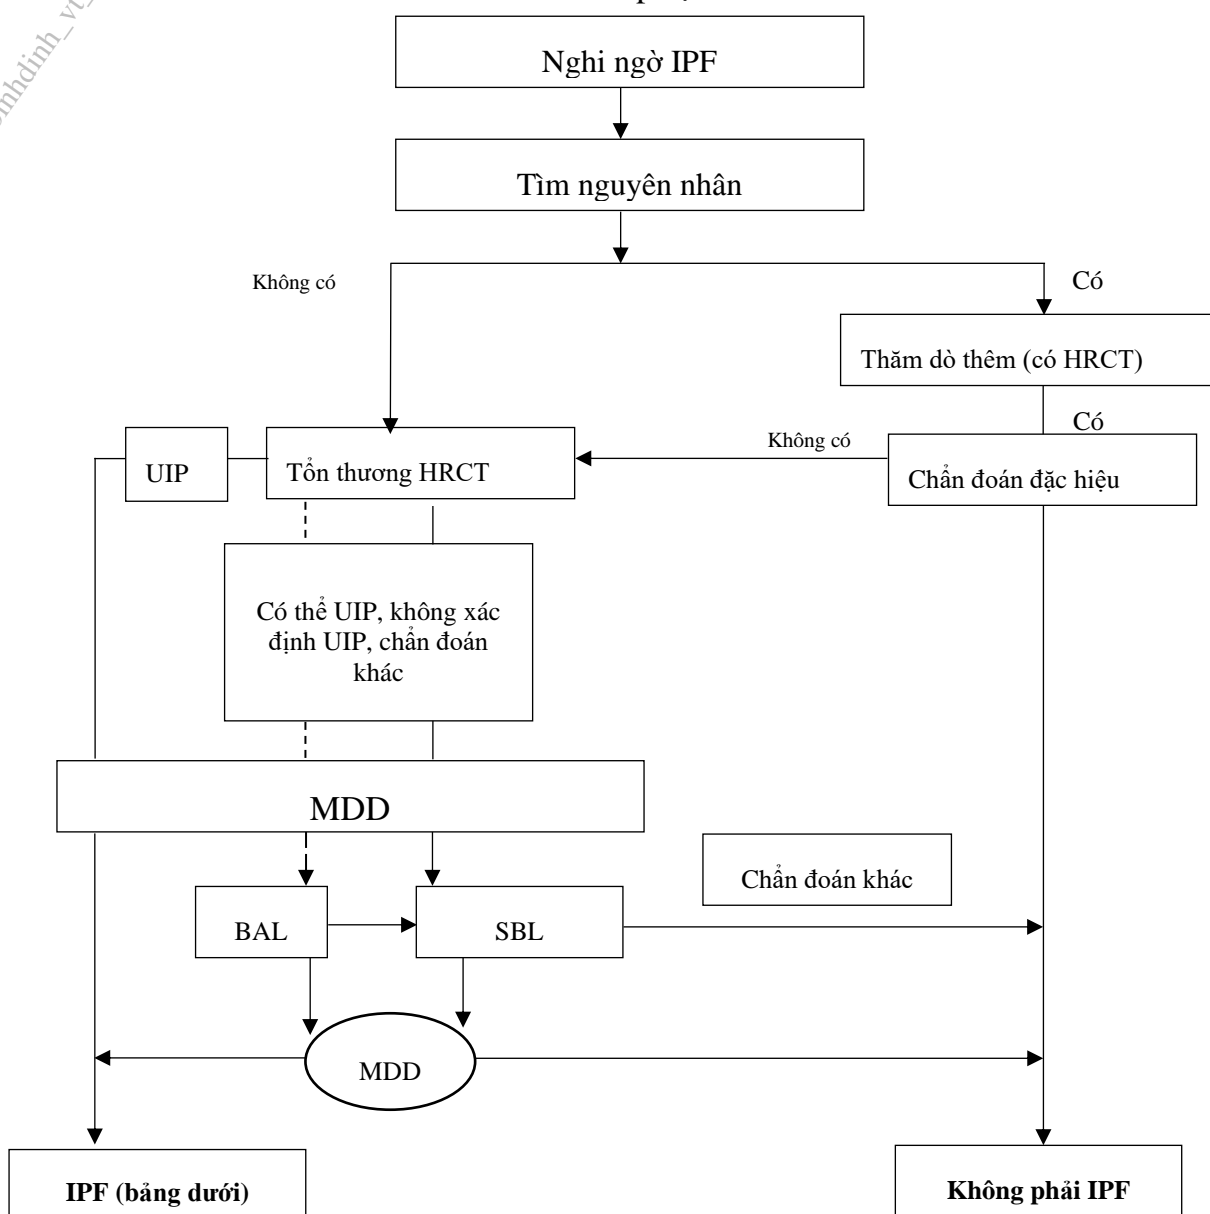 Nghi ngờ IPF
Tìm nguyên nhân
Không có
Có
Thăm dò thêm (có HRCT)
Có
Không có
UIP
Tổn thương HRCT
Chẩn đoán đặc hiệu
Có thể UIP, không xác
định UIP, chẩn đoán
khác
MDD
Chẩn đoán khác
BAL
SBL
MDD
IPF (bảng dưới)
Không phải IPF